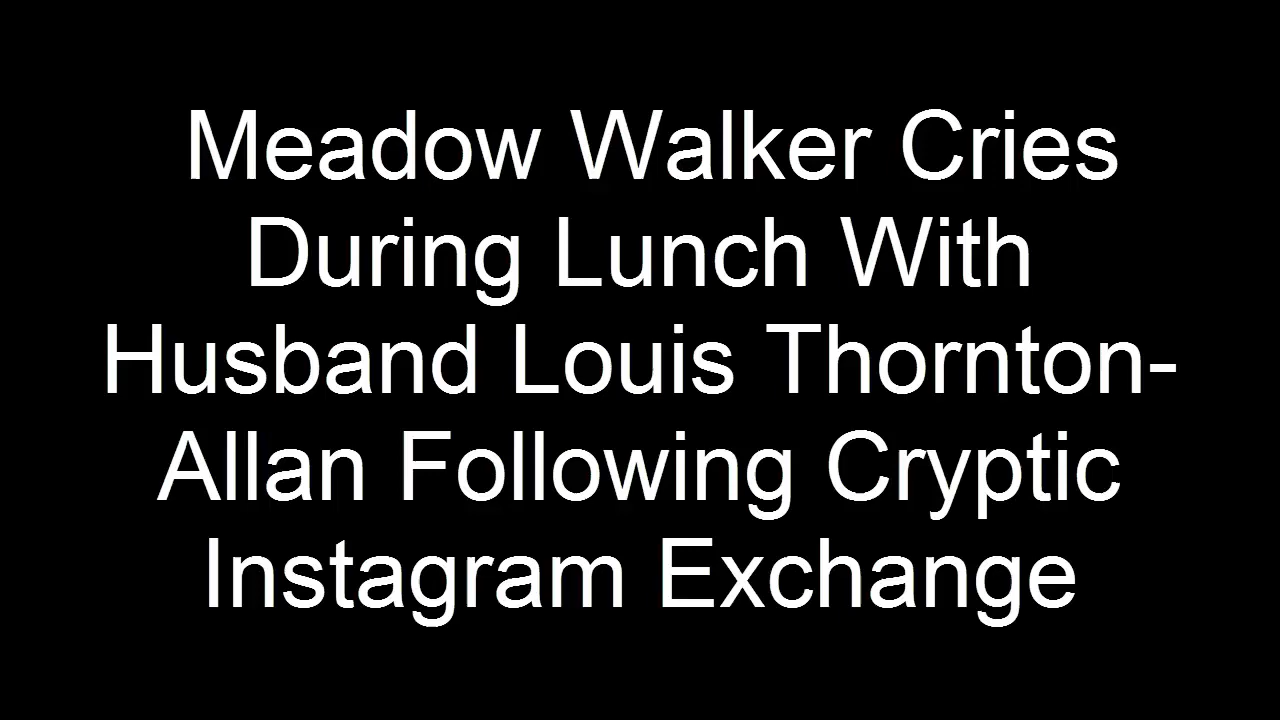 Meadow Walker Cries
During Lunch With
Husband Louis Thornton-
Allan Following Cryptic
Instagram Exchange